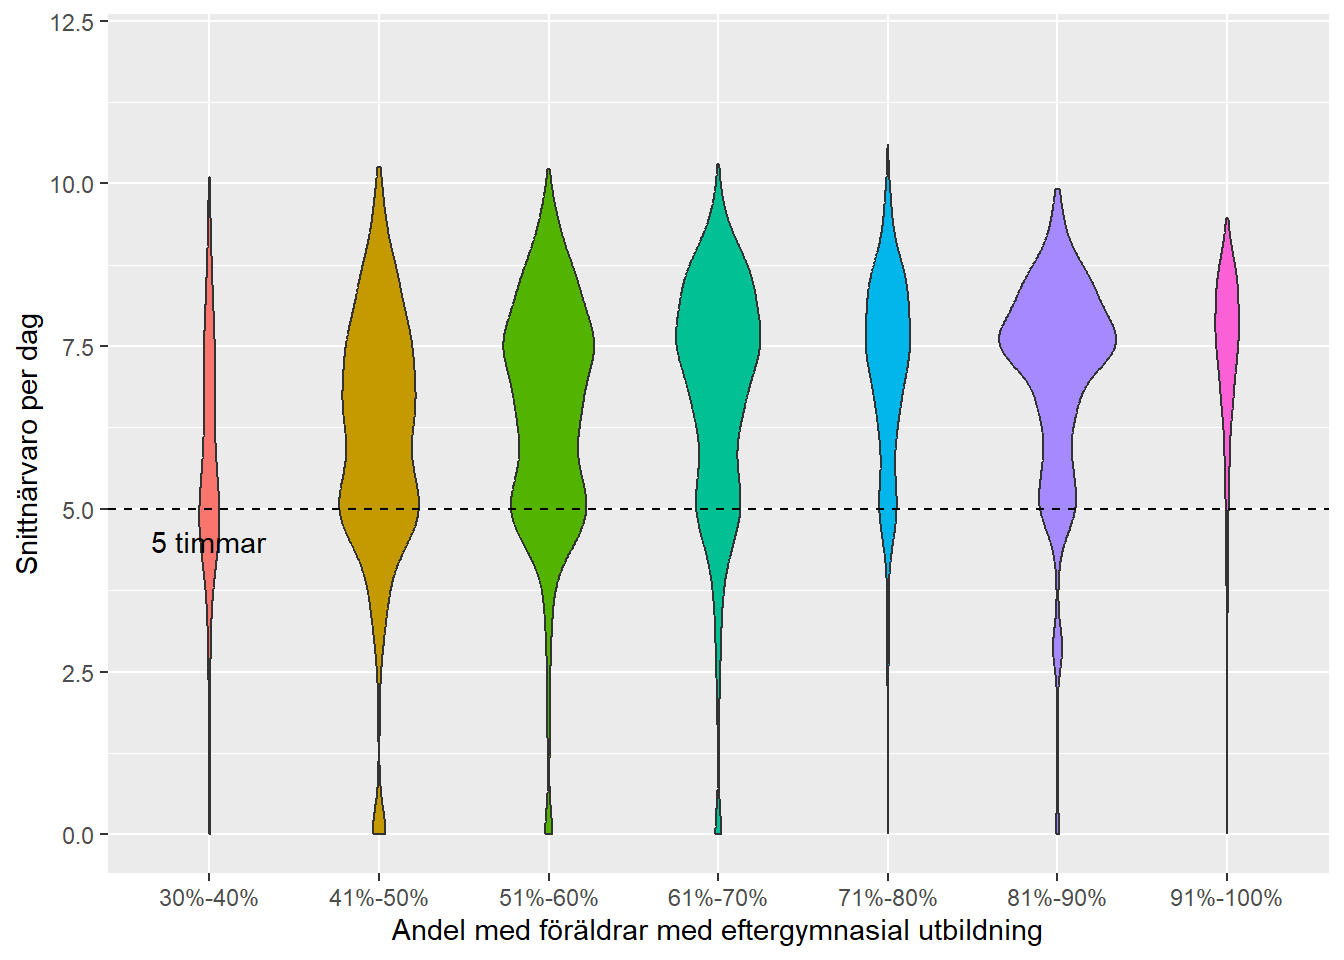 12.5
10.0
7.5
5.0
2.5
0.0
Snittnärvaro per dag
5 timmar
30%-40% 41%-50% 51%-60% 61%-70% 71%-80% 81%-90% 91%-100%
Andel med föräldrar med eftergymnasial utbildning